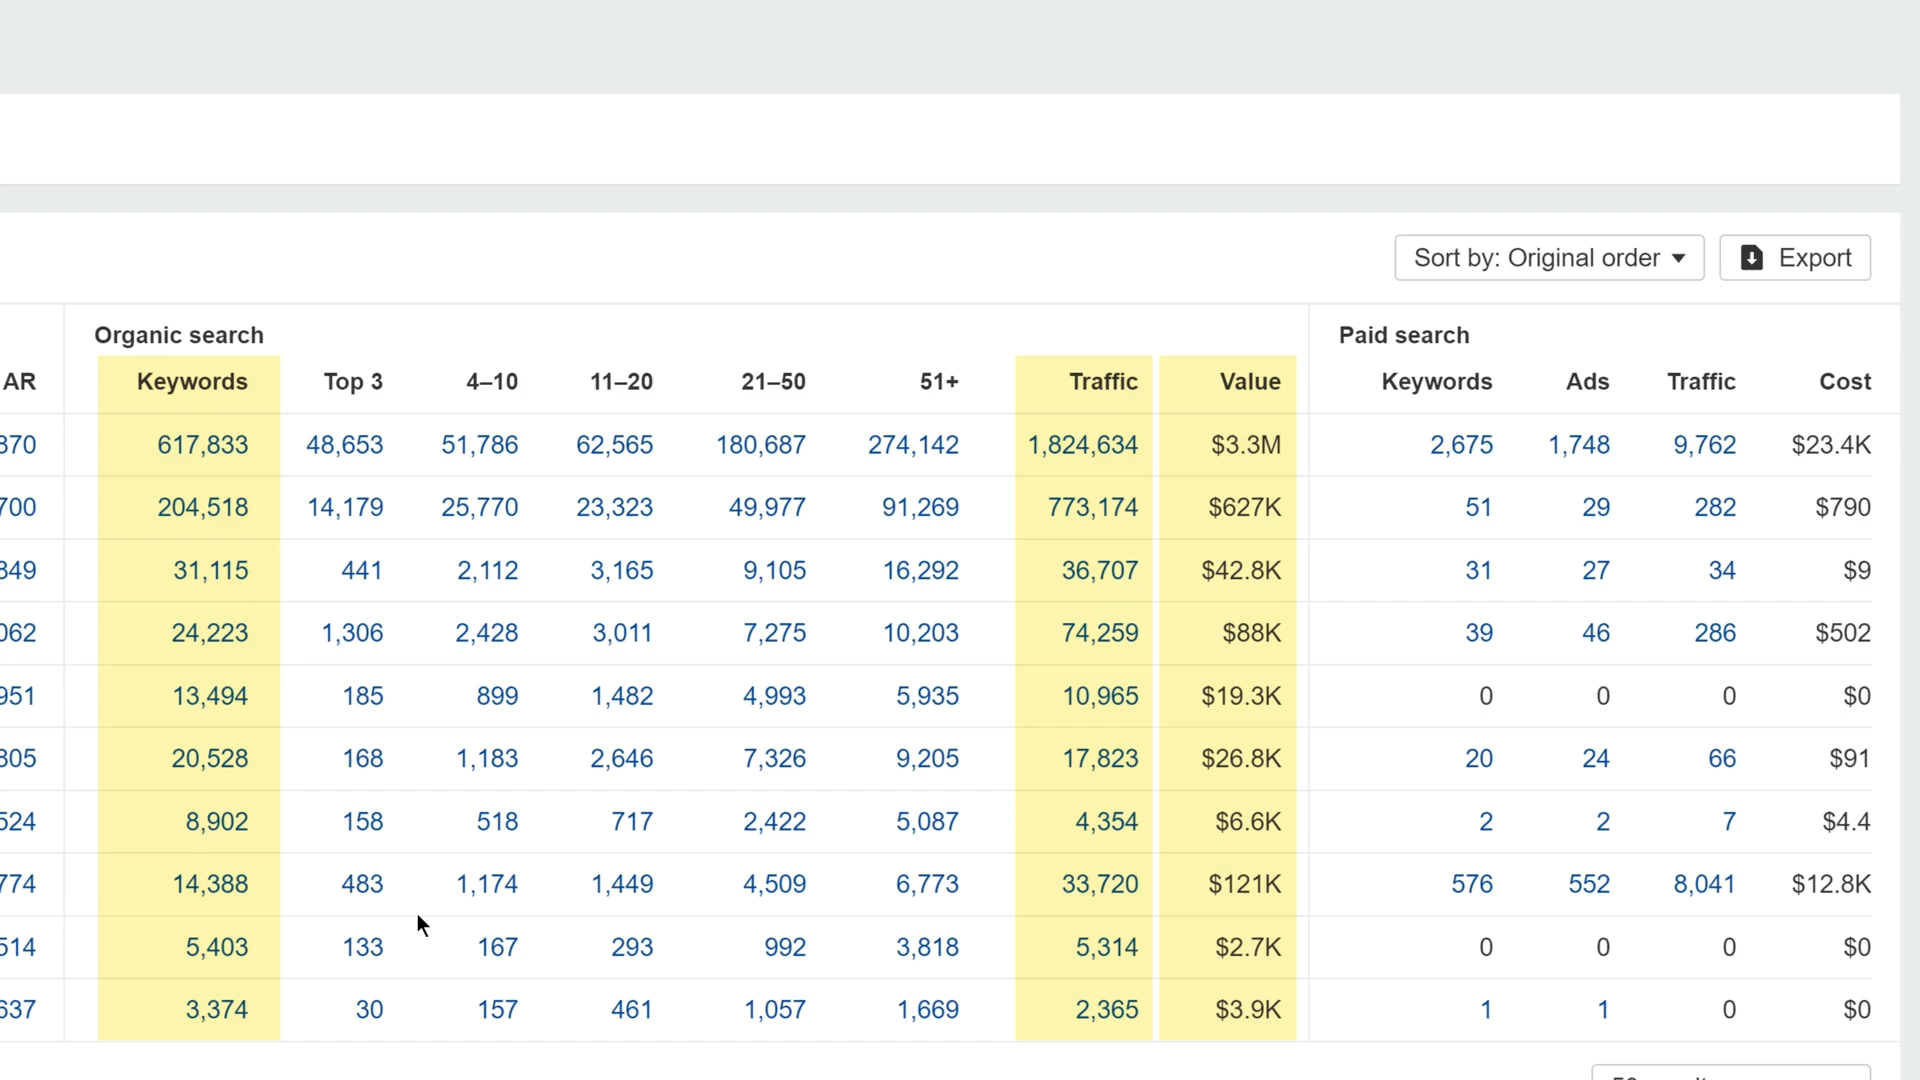 Sort by: Original order Export
Organic search Paid search
AR Keywords Top 3 4–10 11–20 21–50 51+ Traffic Value Keywords Ads Traffic Cost
870 617,833 48,653 51,786 62,565 180,687 274,142 1,824,634 $3.3M 2,675 1,748 9,762 $23.4K
700 204,518 14,179 25,770 23,323 49,977 91,269 773,174 $627K 51 29 282 $790
849 31,115 441 2,112 3,165 9,105 16,292 36,707 $42.8K 31 27 34 $9
062 24,223 1,306 2,428 3,011 7,275 10,203 74,259 $88K 39 46 286 $502
951 13,494 185 899 1,482 4,993 5,935 10,965 $19.3K 0 0 0 $0
805 20,528 168 1,183 2,646 7,326 9,205 17,823 $26.8K 20 24 66 $91
524 8,902 158 518 717 2,422 5,087 4,354 $6.6K 2 2 7 $4.4
774 14,388 483 1,174 1,449 4,509 6,773 33,720 $121K 576 552 8,041 $12.8K
514 5,403 133 167 293 992 3,818 5,314 $2.7K 0 0 0 $0
637 3,374 30 157 461 1,057 1,669 2,365 $3.9K 1 1 0 $0